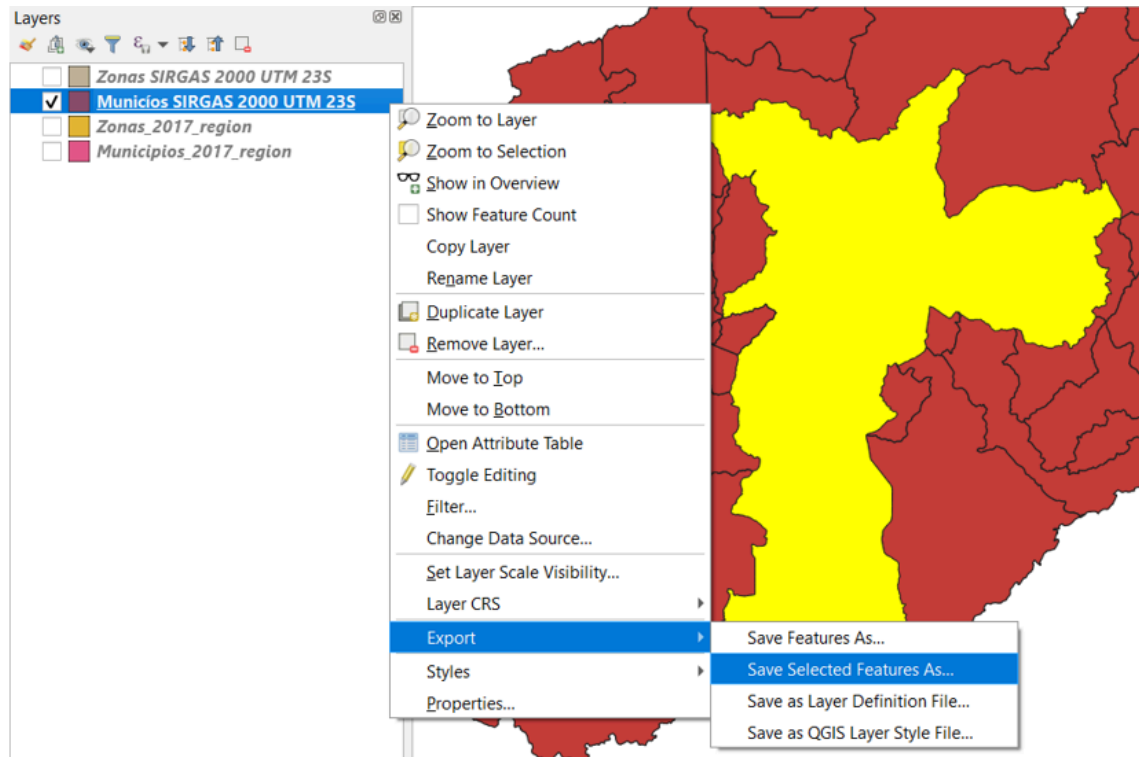 Layers
Zonas SIRGAS 2000 UTM 23S
Municíos SIRGAS 2000 UTM 23S
Zonas_2017_region
Municipios_2017_region
Zoom to Layer
Zoom to Selection
Show in Overview
Show Feature Count
Copy Layer
Rename Layer
Duplicate Layer
Remove Layer...
Move to Top
Move to Bottom
Open Attribute Table
Toggle Editing
Filter...
Change Data Source...
Set Layer Scale Visibility...
Layer CRS
Export
Styles
Properties...
Save Features As...
Save Selected Features As...
Save as Layer Definition File...
Save as QGIS Layer Style File...